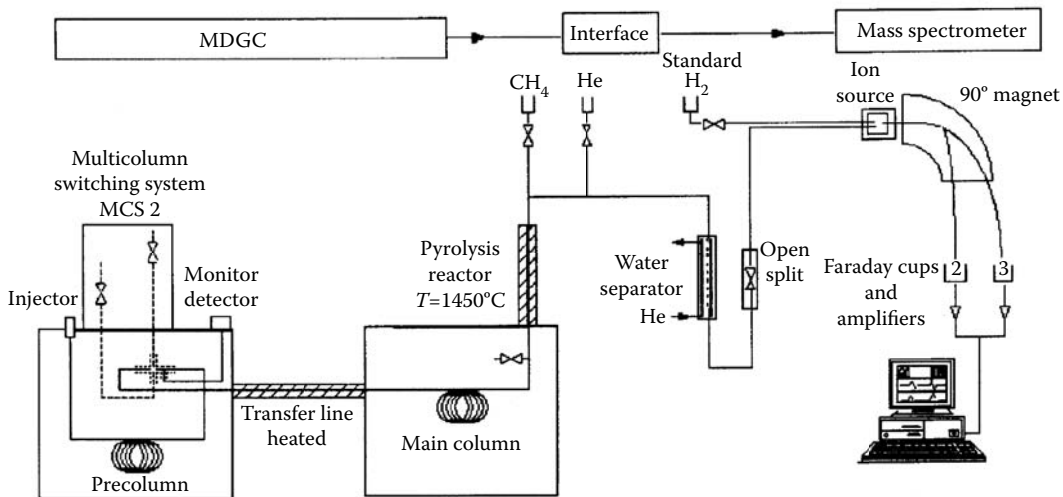 MDGC
Interface
Mass spectrometer
CH₄
He
Standard
H₂
Ion
source
90° magnet
Multicolumn
switching system
MCS 2
Injector
Monitor
detector
Pyrolysis
reactor
T=1450°C
Water
separator
He
Open
split
Faraday cups
and
amplifiers
2
3
Transfer line
heated
Main column
Precolumn